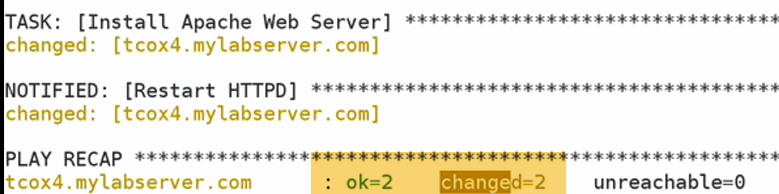 TASK: [Install Apache Web Server] *********************************
changed: [tcox4.mylabserver.com]
NOTIFIED: [Restart HTTPD] *****************************************
changed: [tcox4.mylabserver.com]
PLAY RECAP ********************************************************
tcox4.mylabserver.com : ok=2 changed=2 unreachable=0